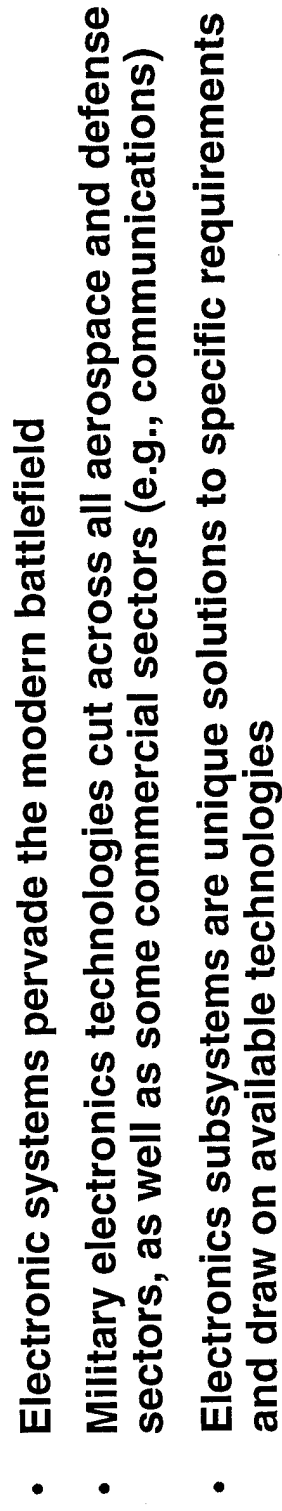 • Electronic systems pervade the modern battlefield
• Military electronics technologies cut across all aerospace and defense
sectors, as well as some commercial sectors (e.g., communications)
• Electronics subsystems are unique solutions to specific requirements
and draw on available technologies